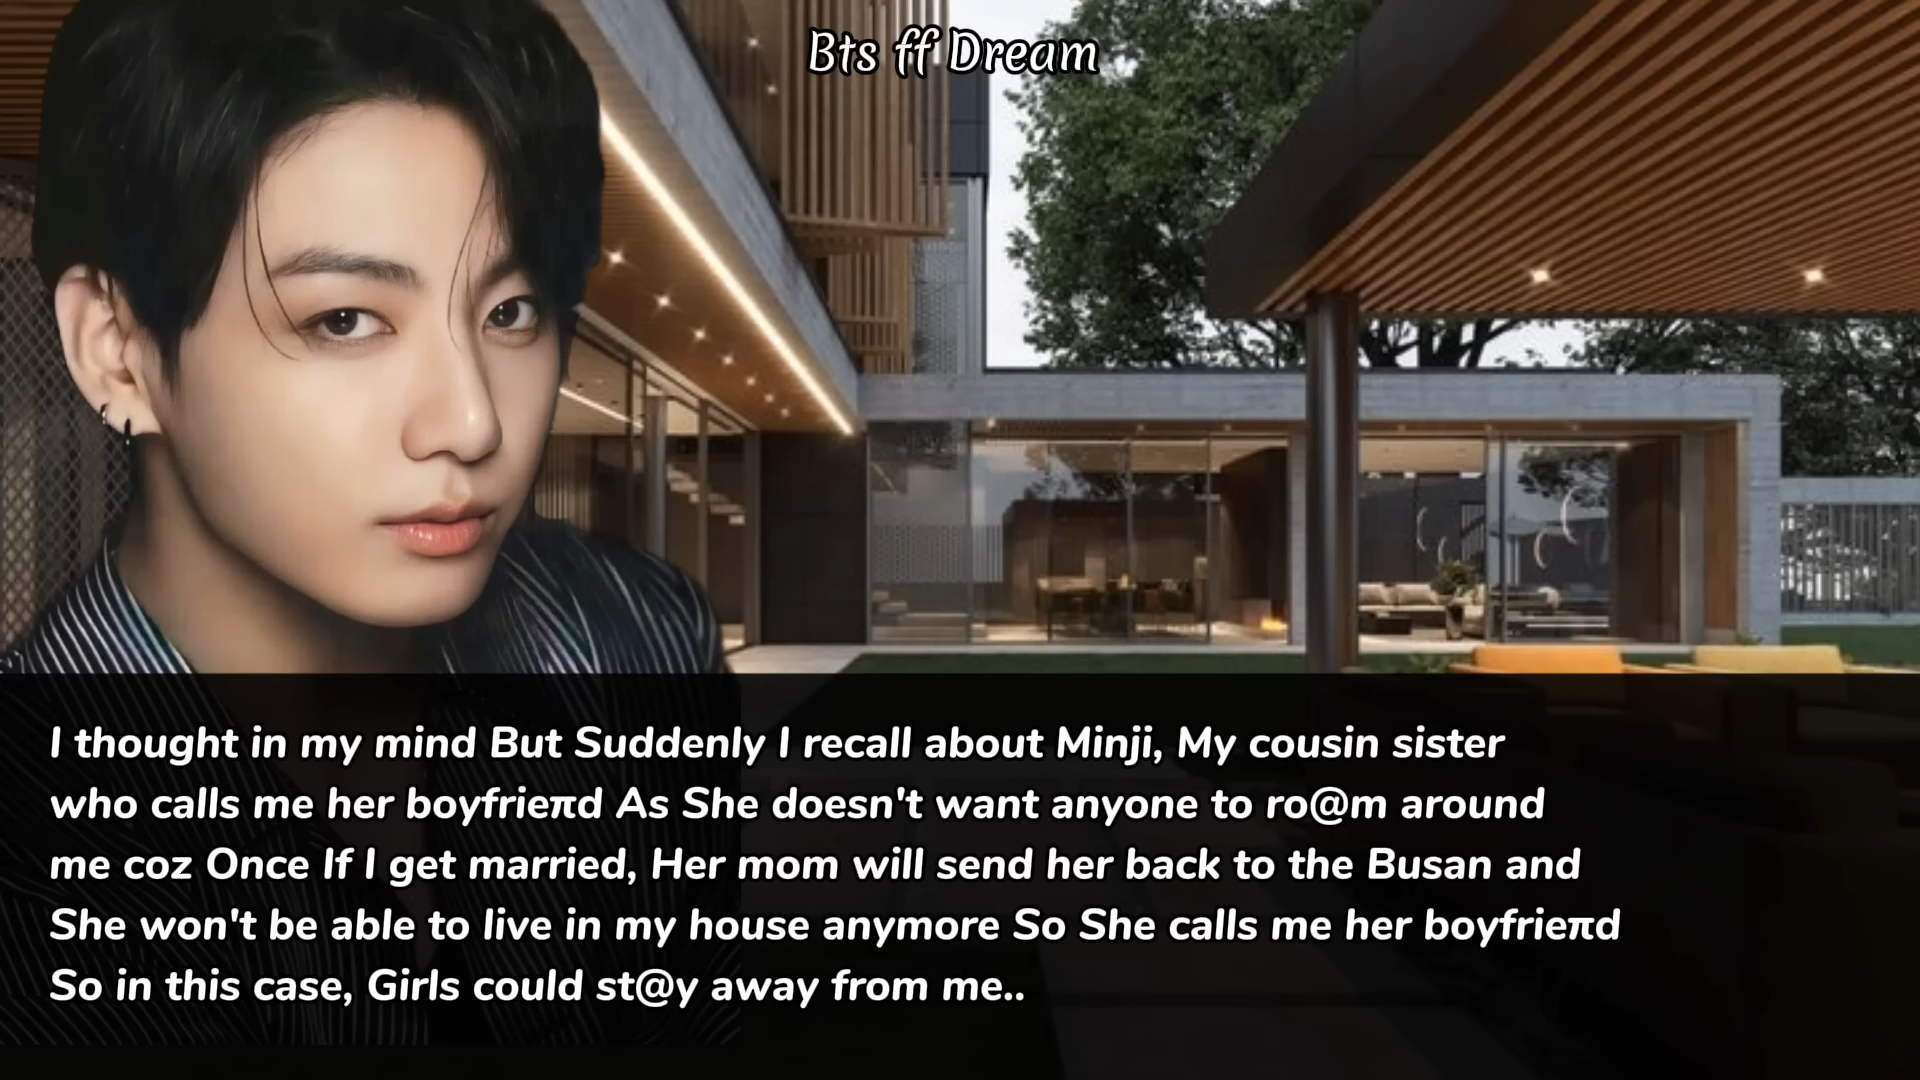 Bts ff Dream
I thought in my mind But Suddenly I recall about Minji, My cousin sister
who calls me her boyfrieπd As She doesn't want anyone to ro@m around
me coz Once If I get married, Her mom will send her back to the Busan and
She won't be able to live in my house anymore So She calls me her boyfrieπd
So in this case, Girls could st@y away from me..